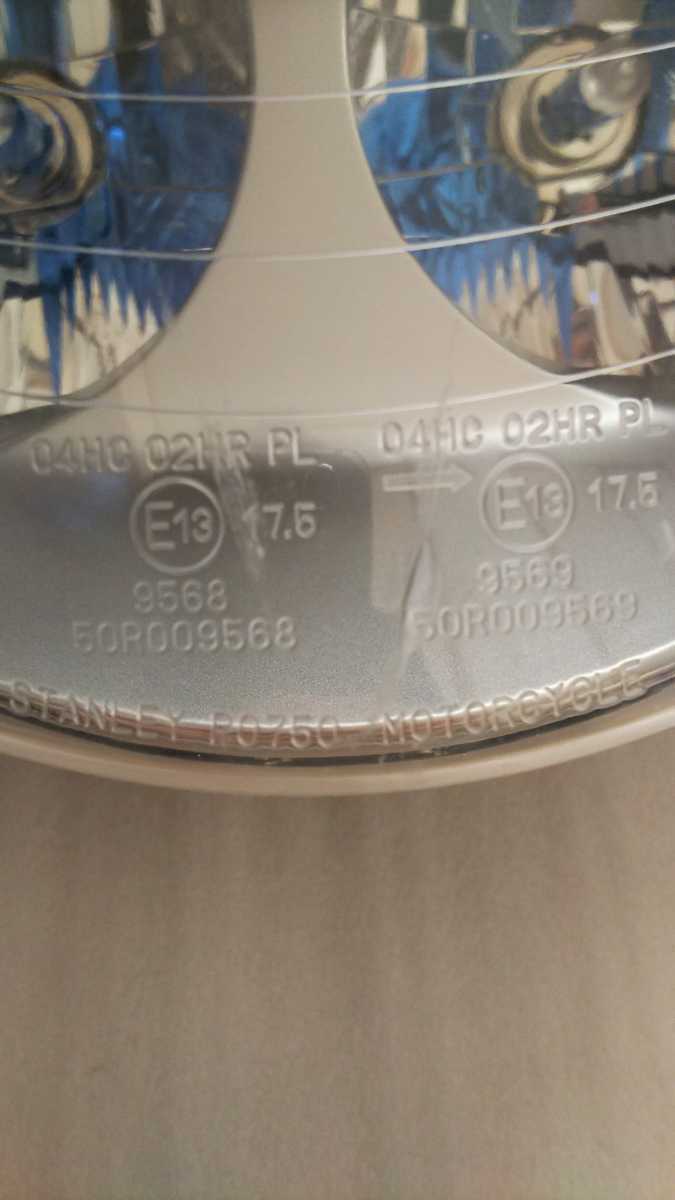 04HC 02HR PL
E13 17.5
9568
50R009568
04HC 02HR PL
→ E13 17.5
9569
50R009569
STANLEY P0750 MOTORCYCLE